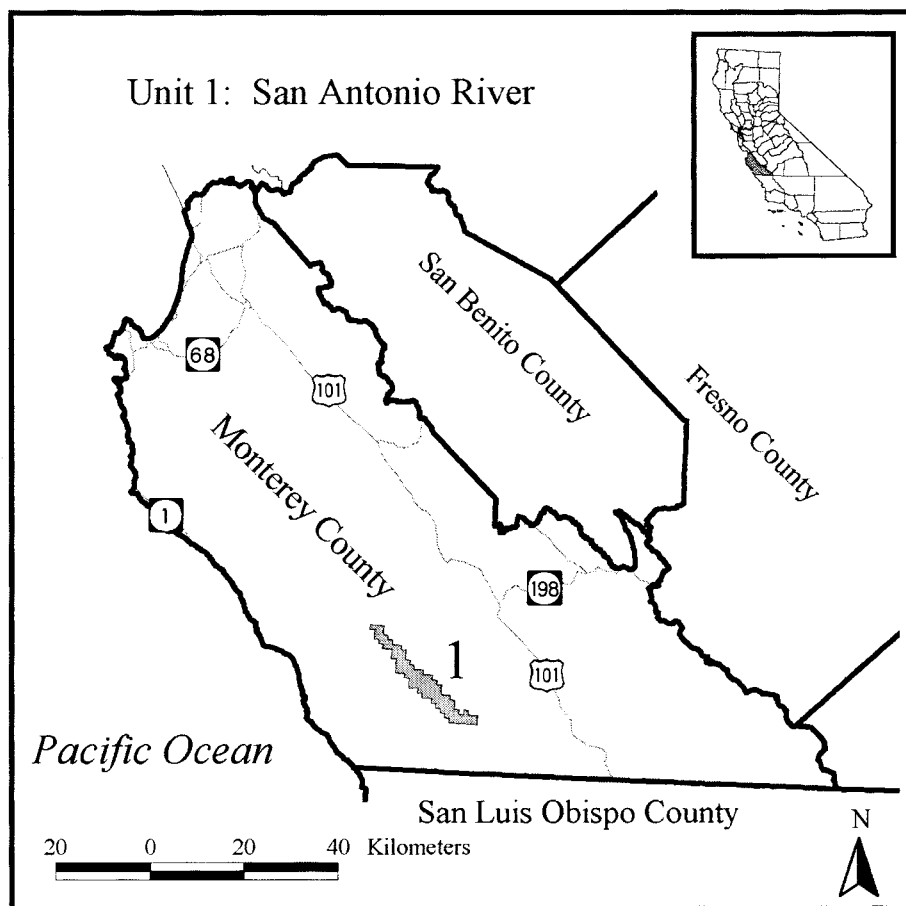 Unit 1: San Antonio River
San Benito County
Fresno County
68
101
Monterey County
1
198
1
101
Pacific Ocean
San Luis Obispo County
N
20 0 20 40 Kilometers